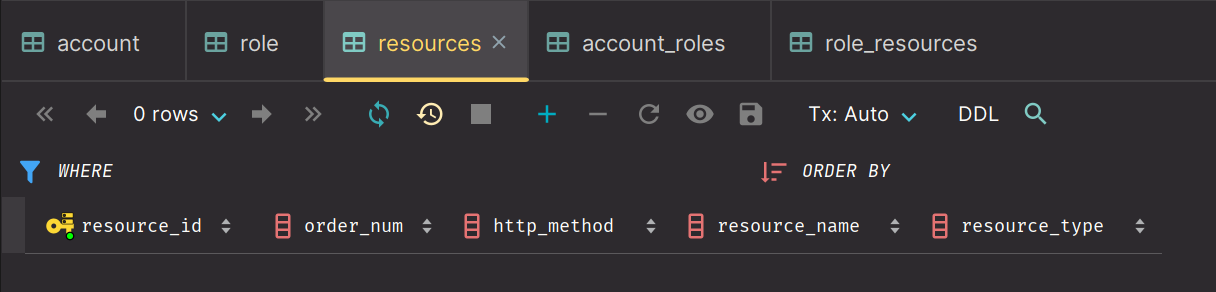 account role resources account_roles role_resources
0 rows Tx: Auto DDL
WHERE ORDER BY
resource_id order_num http_method resource_name resource_type